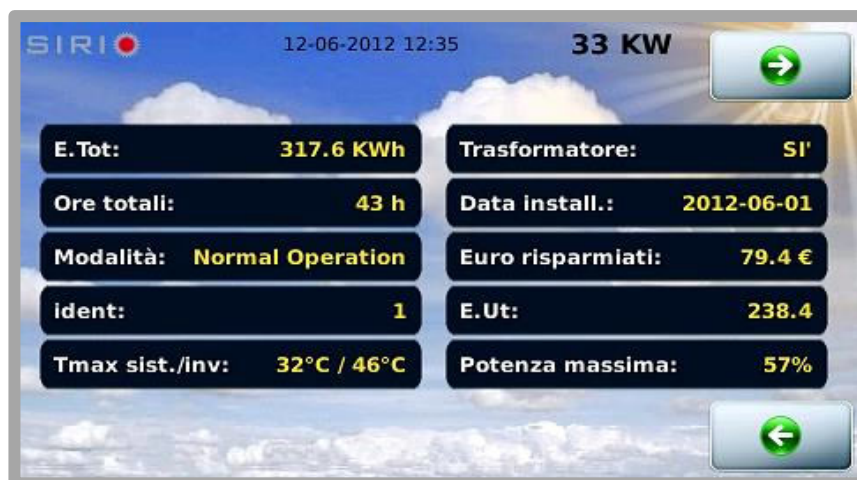 SIRIO
12-06-2012 12:35
33 KW
E.Tot: 317.6 KWh
Trasformatore: SI'
Ore totali: 43 h
Data install.: 2012-06-01
Modalità: Normal Operation
Euro risparmiati: 79.4 €
ident: 1
E.Ut: 238.4
Tmax sist./inv: 32°C / 46°C
Potenza massima: 57%